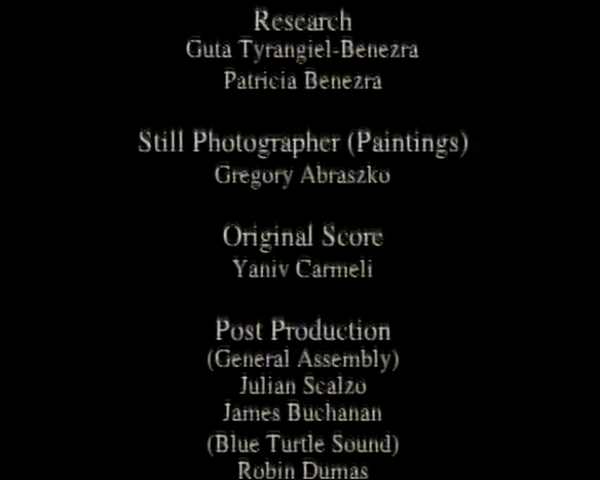 Research
Guta Tyrangiel-Benezra
Patricia Benezra
Still Photographer (Paintings)
Gregory Abraszko
Original Score
Yaniv Carmeli
Post Production
(General Assembly)
Julian Scalzo
James Buchanan
(Blue Turtle Sound)
Robin Dumas